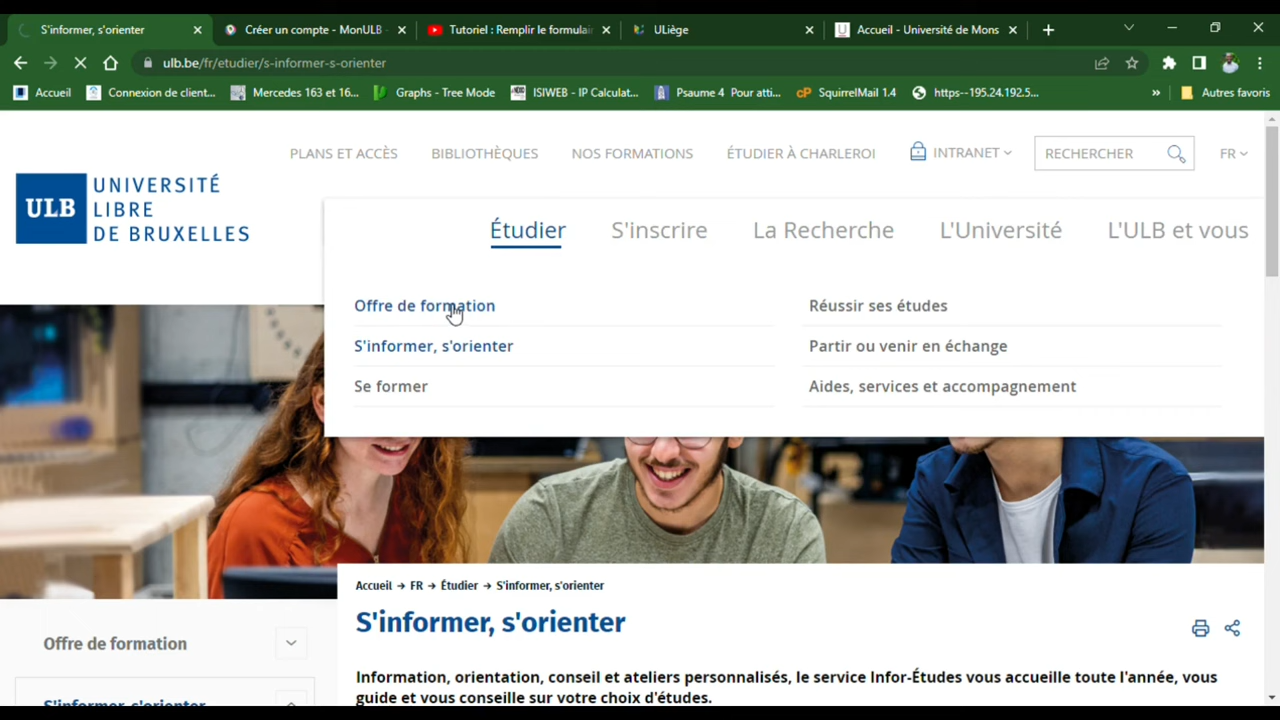 S'informer, s'orienter
Créer un compte - MonULB
Tutoriel : Remplir le formulai
ULiège
Accueil - Université de Mons
ulb.be/fr/etudier/s-informer-s-orienter
Accueil
Connexion de client...
Mercedes 163 et 16...
Graphs - Tree Mode
ISIWEB - IP Calculat...
Psaume 4 Pour atti...
cP SquirrelMail 1.4
https--195.24.192.5...
»
Autres favoris
PLANS ET ACCÈS
BIBLIOTHÈQUES
NOS FORMATIONS
ÉTUDIER À CHARLEROI
INTRANET
RECHERCHER
FR
ULB
UNIVERSITÉ
LIBRE
DE BRUXELLES
Étudier
S'inscrire
La Recherche
L'Université
L'ULB et vous
Offre de formation
S'informer, s'orienter
Se former
Réussir ses études
Partir ou venir en échange
Aides, services et accompagnement
Accueil → FR → Étudier → S'informer, s'orienter
S'informer, s'orienter
Offre de formation
S'informer, s'orienter
Information, orientation, conseil et ateliers personnalisés, le service Infor-Études vous accueille toute l'année, vous
guide et vous conseille sur votre choix d'études.